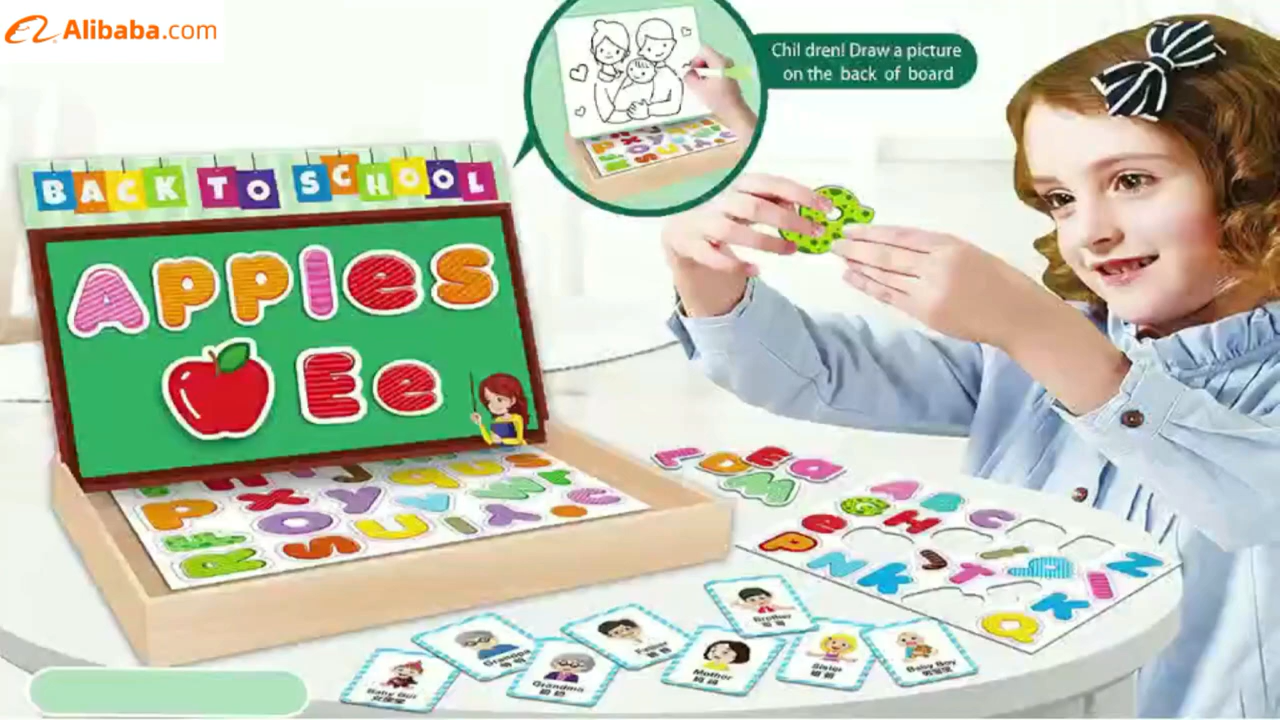 Alibaba.com
Chil dren! Draw a picture
on the back of board
BACK TO SCHOOL
Apples
E e
Brother
Grandpa
Father
Mother
Sister
Baby Boy
Grandma
Baby Girl